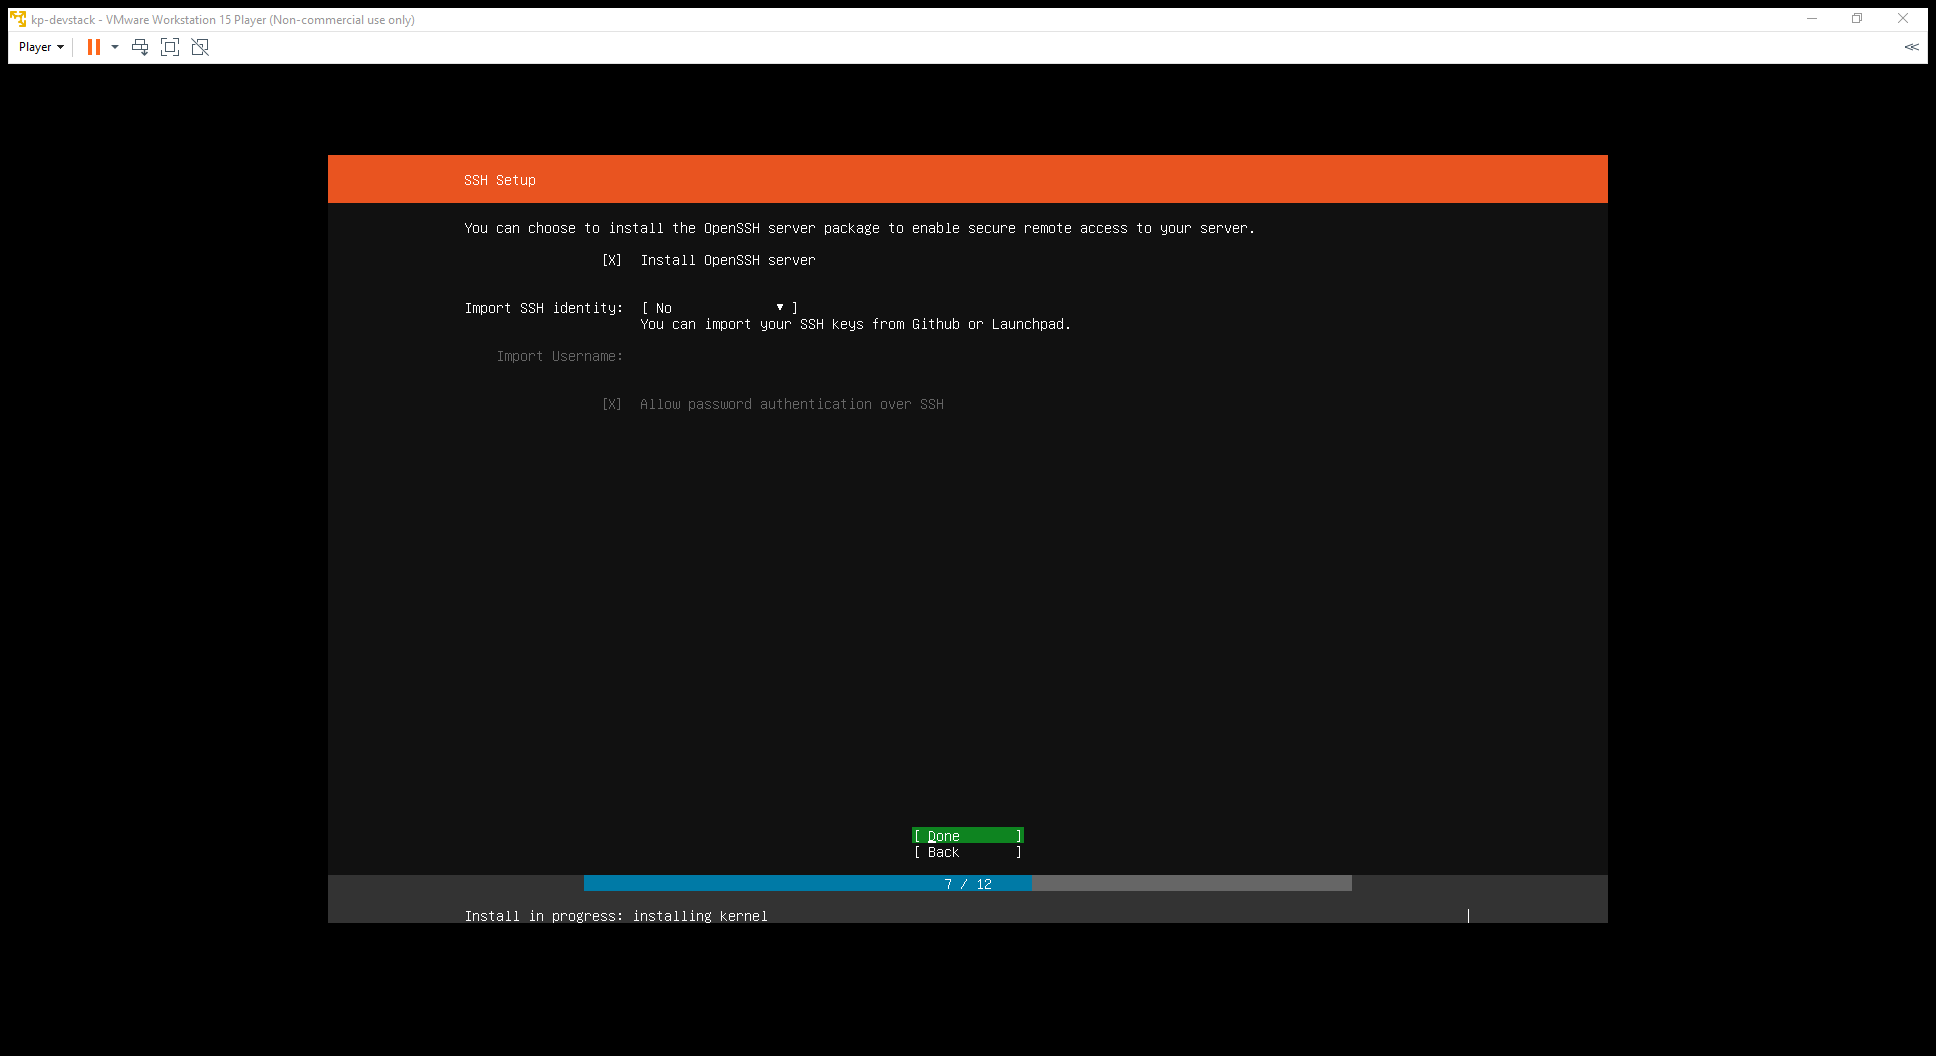 kp-devstack - VMware Workstation 15 Player (Non-commercial use only)
Player
SSH Setup
You can choose to install the OpenSSH server package to enable secure remote access to your server.
[X] Install OpenSSH server
Import SSH identity: [ No ▼ ]
You can import your SSH keys from Github or Launchpad.
Import Username:
[X] Allow password authentication over SSH
[ Done ]
[ Back ]
7 / 12
Install in progress: installing kernel |